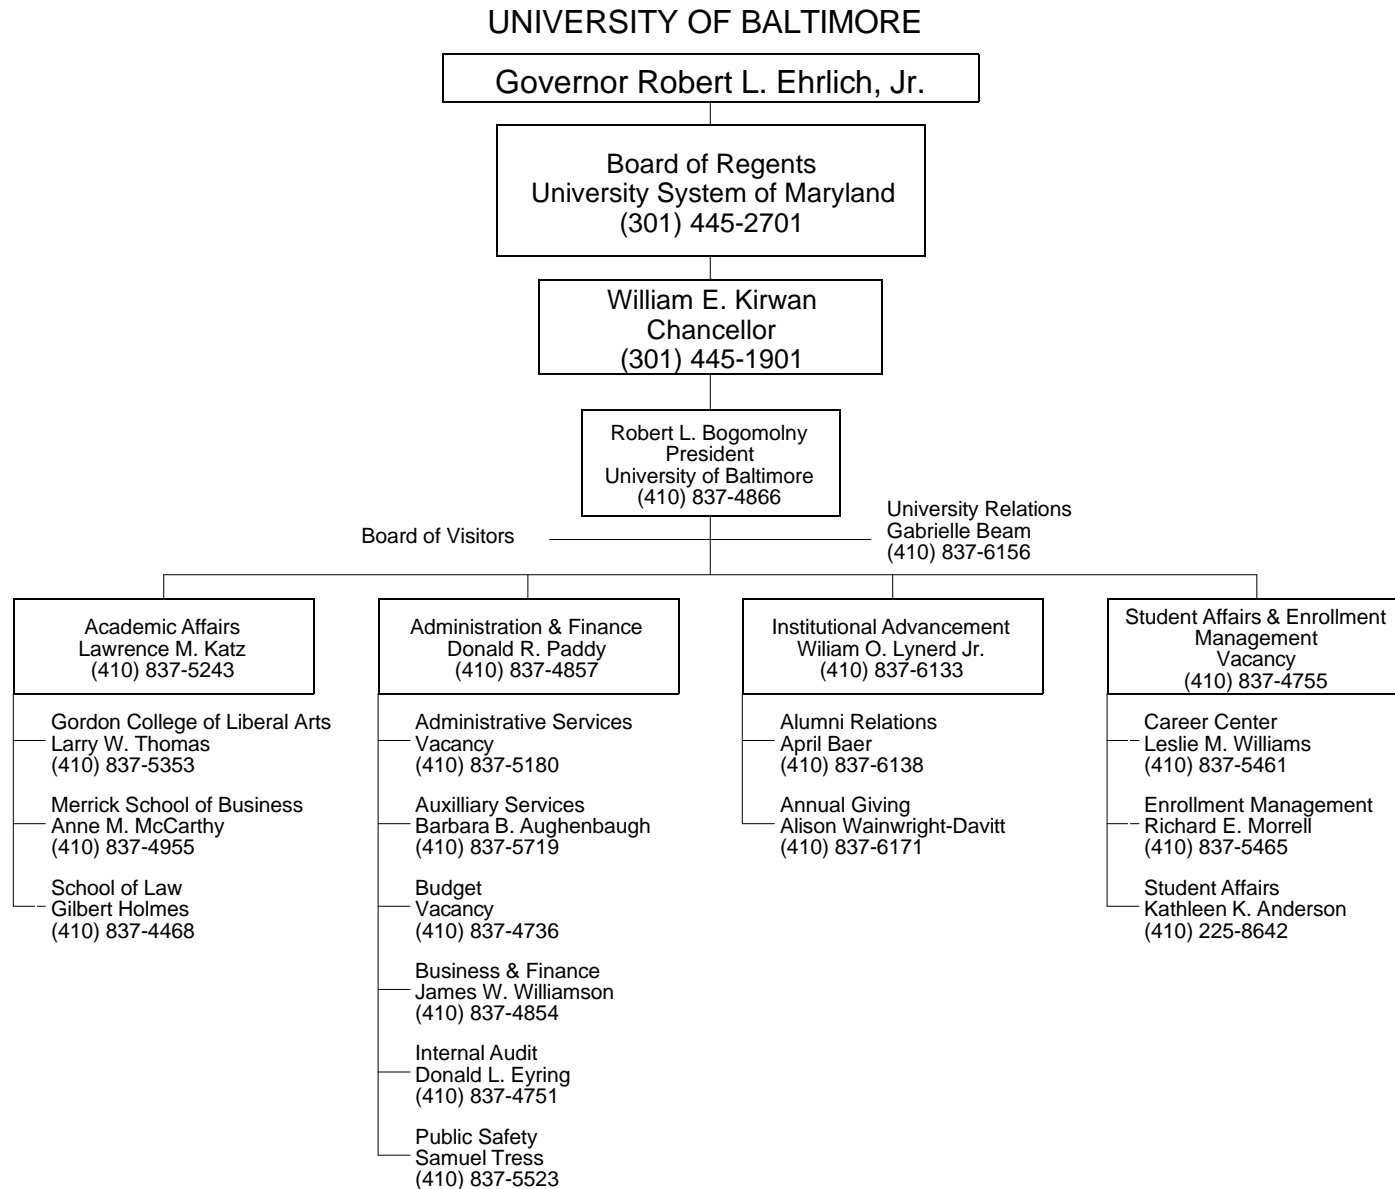 UNIVERSITY OF BALTIMORE
Governor Robert L. Ehrlich, Jr.
Board of Regents
University System of Maryland
(301) 445-2701
William E. Kirwan
Chancellor
(301) 445-1901
Robert L. Bogomolny
President
University of Baltimore
(410) 837-4866
Board of Visitors
University Relations
Gabrielle Beam
(410) 837-6156
Academic Affairs
Lawrence M. Katz
(410) 837-5243
Gordon College of Liberal Arts
Larry W. Thomas
(410) 837-5353
Merrick School of Business
Anne M. McCarthy
(410) 837-4955
School of Law
Gilbert Holmes
(410) 837-4468
Administration & Finance
Donald R. Paddy
(410) 837-4857
Administrative Services
Vacancy
(410) 837-5180
Auxilliary Services
Barbara B. Aughenbaugh
(410) 837-5719
Budget
Vacancy
(410) 837-4736
Business & Finance
James W. Williamson
(410) 837-4854
Internal Audit
Donald L. Eyring
(410) 837-4751
Public Safety
Samuel Tress
(410) 837-5523
Institutional Advancement
Wiliam O. Lynerd Jr.
(410) 837-6133
Alumni Relations
April Baer
(410) 837-6138
Annual Giving
Alison Wainwright-Davitt
(410) 837-6171
Student Affairs & Enrollment
Management
Vacancy
(410) 837-4755
Career Center
Leslie M. Williams
(410) 837-5461
Enrollment Management
Richard E. Morrell
(410) 837-5465
Student Affairs
Kathleen K. Anderson
(410) 225-8642